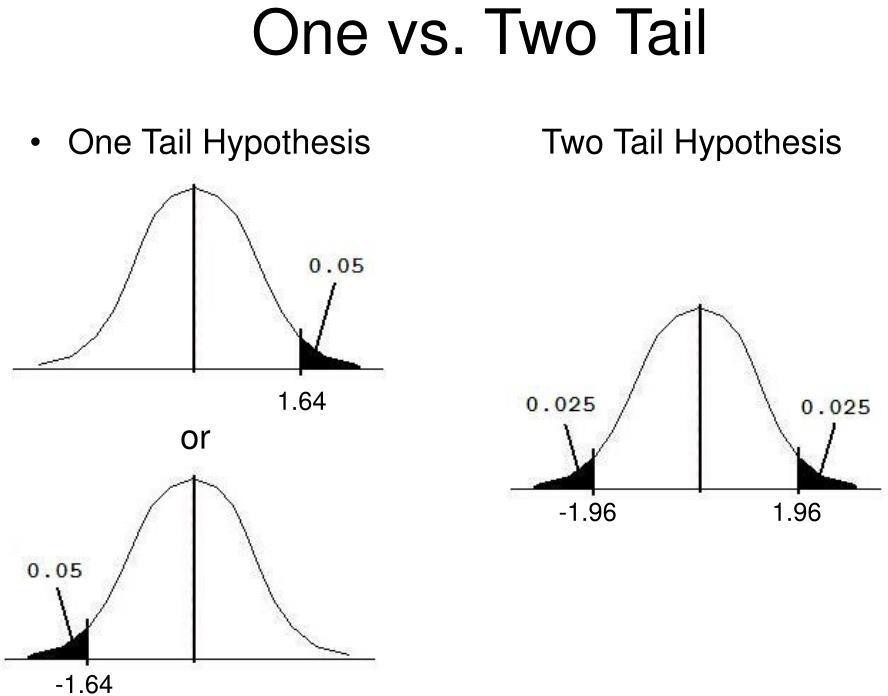 One vs. Two Tail
• One Tail Hypothesis
0.05
1.64
or
0.05
-1.64
Two Tail Hypothesis
0.025
0.025
-1.96
1.96